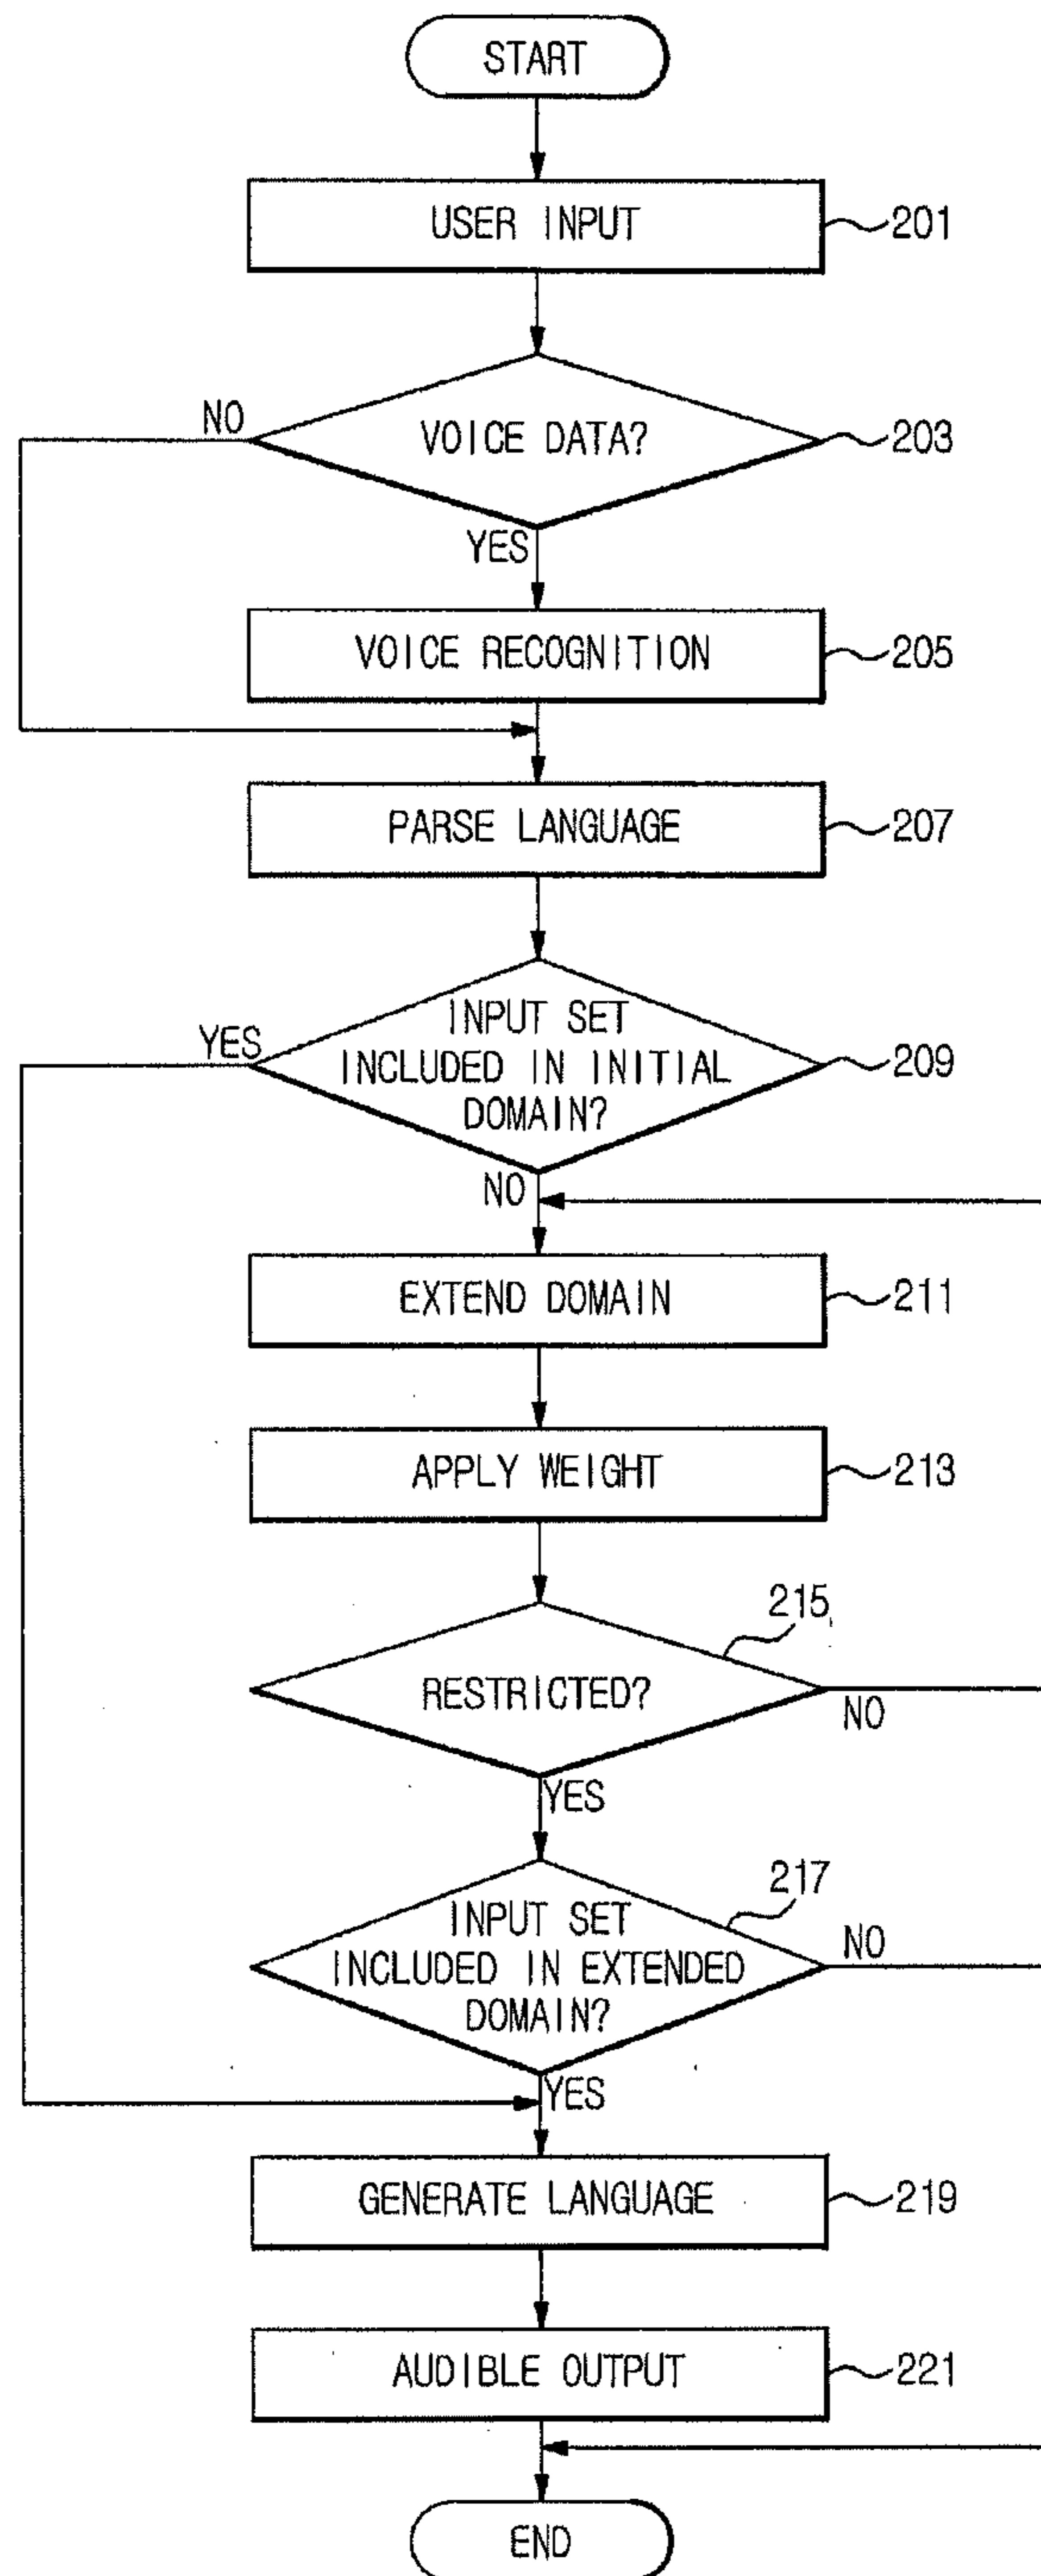 START
USER INPUT
201
VOICE DATA?
203
NO
YES
VOICE RECOGNITION
205
PARSE LANGUAGE
207
INPUT SET
INCLUDED IN INITIAL
DOMAIN?
209
YES
NO
EXTEND DOMAIN
211
APPLY WEIGHT
213
215
RESTRICTED?
NO
YES
217
INPUT SET
INCLUDED IN EXTENDED
DOMAIN?
NO
YES
GENERATE LANGUAGE
219
AUDIBLE OUTPUT
221
END